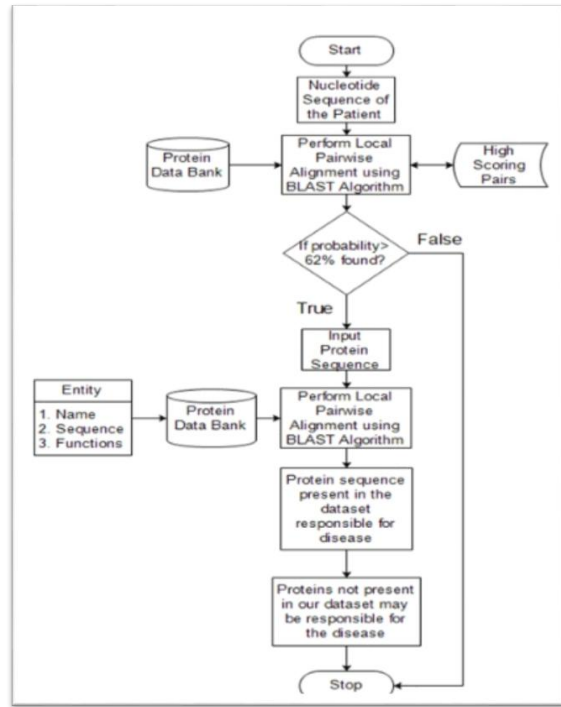 Start
Nucleotide
Sequence of
the Patient
Protein
Data Bank
Perform Local
Pairwise
Alignment using
BLAST Algorithm
High
Scoring
Pairs
If probability>
62% found?
False
True
Input
Protein
Sequence
Entity
1. Name
2. Sequence
3. Functions
Protein
Data Bank
Perform Local
Pairwise
Alignment using
BLAST Algorithm
Protein sequence
present in the
dataset
responsible for
disease
Proteins not present
in our dataset may
be responsible for
the disease
Stop